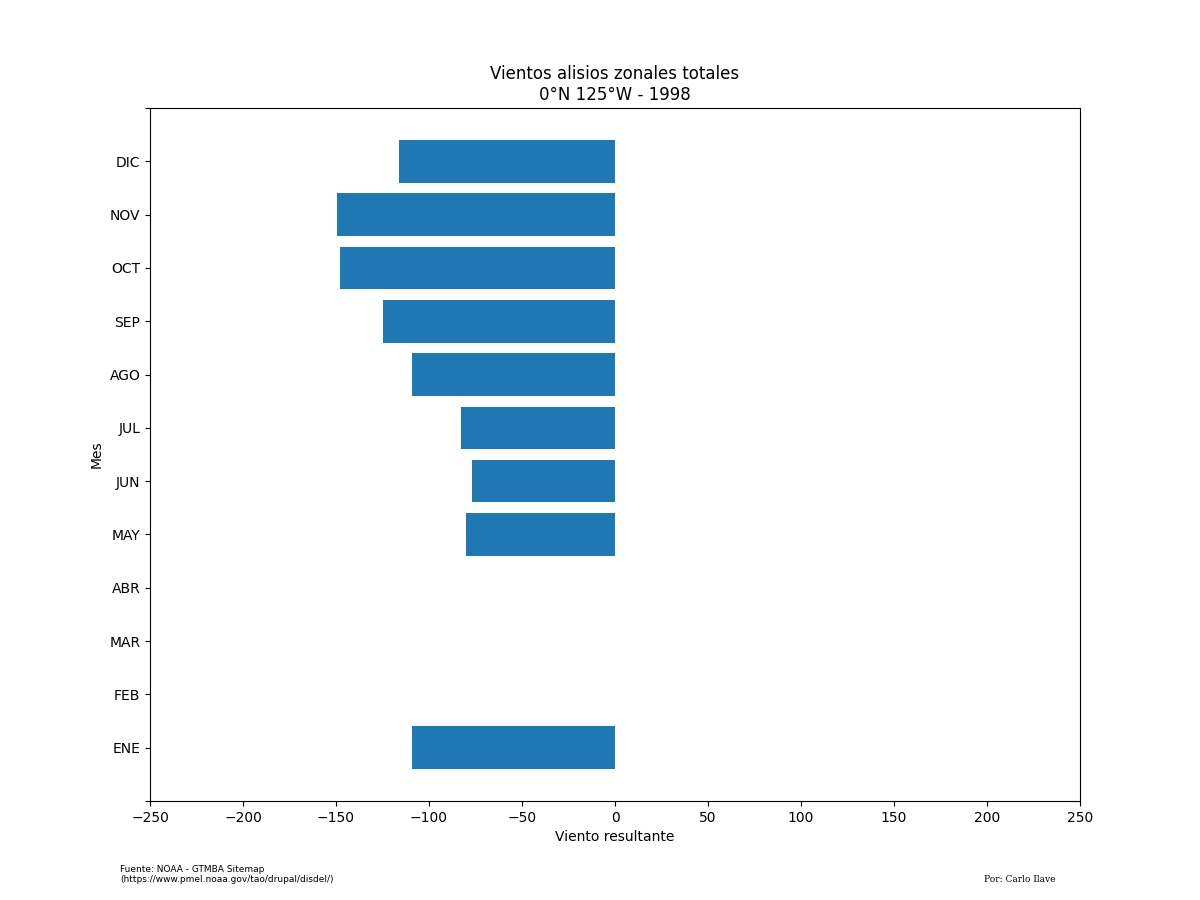 Vientos alisios zonales totales
0°N 125°W - 1998
DIC
NOV
OCT
SEP
AGO
JUL
JUN
MAY
ABR
MAR
FEB
ENE
Mes
−250 −200 −150 −100 −50 0 50 100 150 200 250
Viento resultante
Fuente: NOAA - GTMBA Sitemap
(https://www.pmel.noaa.gov/tao/drupal/disdel/)
Por: Carlo Ilave